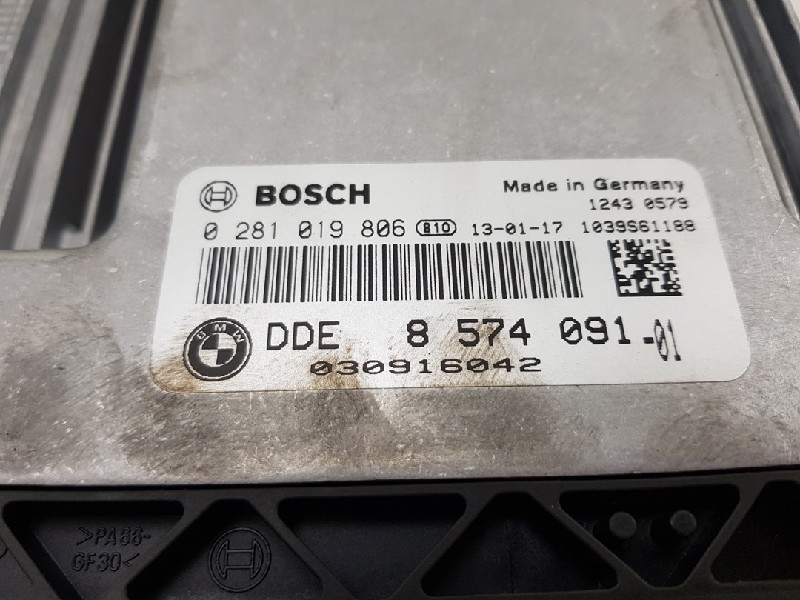 BOSCH Made in Germany
1243 0579
0 281 019 806 810 13-01-17 1039S61188
BMW DDE 8 574 091-01
030916042
>PA66-
GF30<